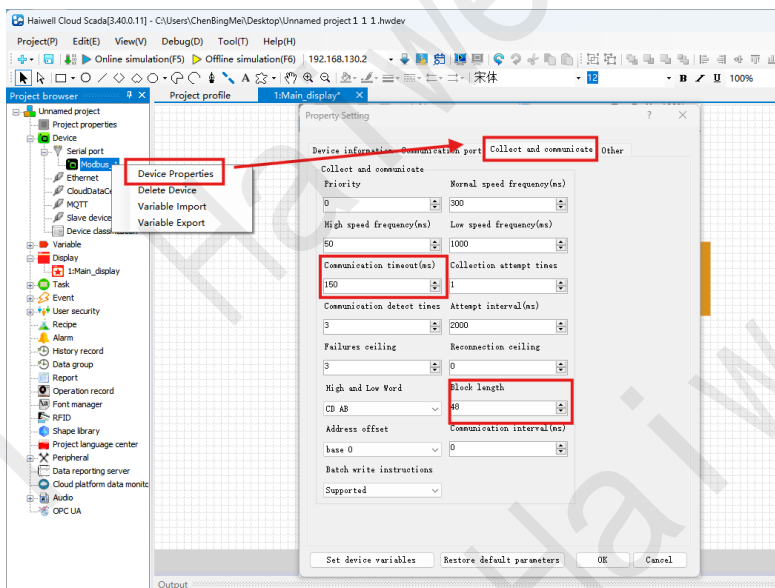 Haiwell Cloud Scada[3.40.0.11] - C:\Users\ChenBingMei\Desktop\Unnamed project１１１.hwdev
Project(P) Edit(E) View(V) Debug(D) Tool(T) Help(H)
Online simulation(F5) Offline simulation(F6) 192.168.130.2
宋体 12 B I U 100%
Project browser
Project profile 1:Main_display*
Unnamed project
Project properties
Device
Serial port
Modbus_
Ethernet
CloudDataC
MQTT
Slave device
Device classification
Variable
Display
1:Main_display
Task
Event
User security
Recipe
Alarm
History record
Data group
Report
Operation record
Font manager
RFID
Shape library
Project language center
Peripheral
Data reporting server
Cloud platform data monitc
Audio
OPC UA
Device Properties
Delete Device
Variable Import
Variable Export
Property Setting ?
Device information Communication port Collect and communicate Other
Collect and communicate
Priority Normal speed frequency(ms)
0 300
High speed frequency(ms) Low speed frequency(ms)
50 1000
Communication timeout(ms) Collection attempt times
150 1
Communication detect times Attempt interval(ms)
3 2000
Failures ceiling Reconnection ceiling
3 0
High and Low Word Block length
CD AB 48
Address offset Communication interval(ms)
base 0 0
Batch write instructions
Supported
Set device variables Restore default parameters OK Cancel
Output
Haiwell